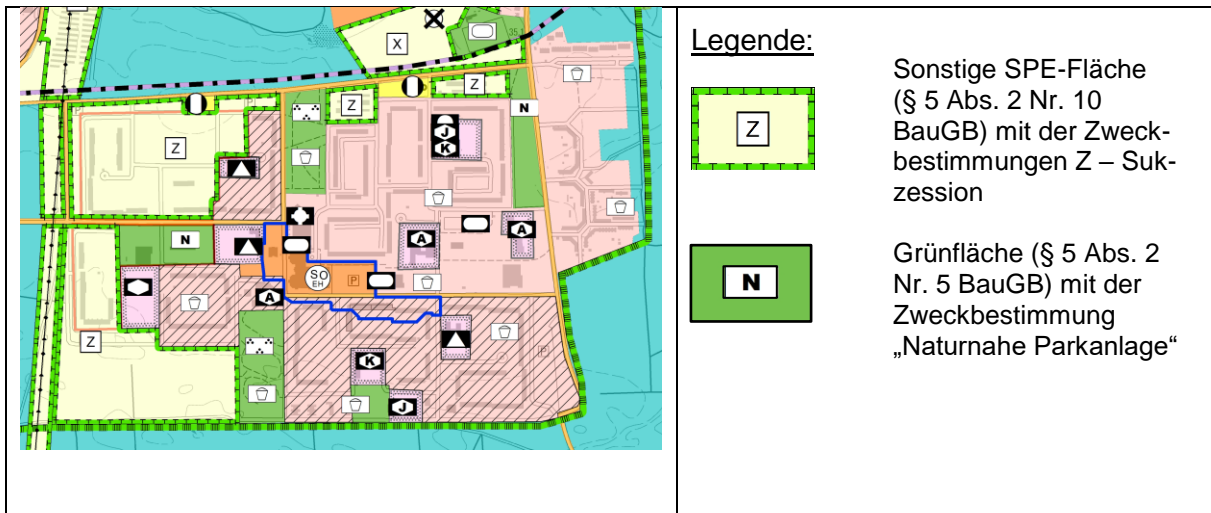 X
35
Z
Z
Z
N
J
K
Z
A
A
N
SO
EH
P
A
Z
P
K
J
Legende:
Z
Sonstige SPE-Fläche
(§ 5 Abs. 2 Nr. 10
BauGB) mit der Zweck-
bestimmungen Z – Suk-
zession
N
Grünfläche (§ 5 Abs. 2
Nr. 5 BauGB) mit der
Zweckbestimmung
„Naturnahe Parkanlage“